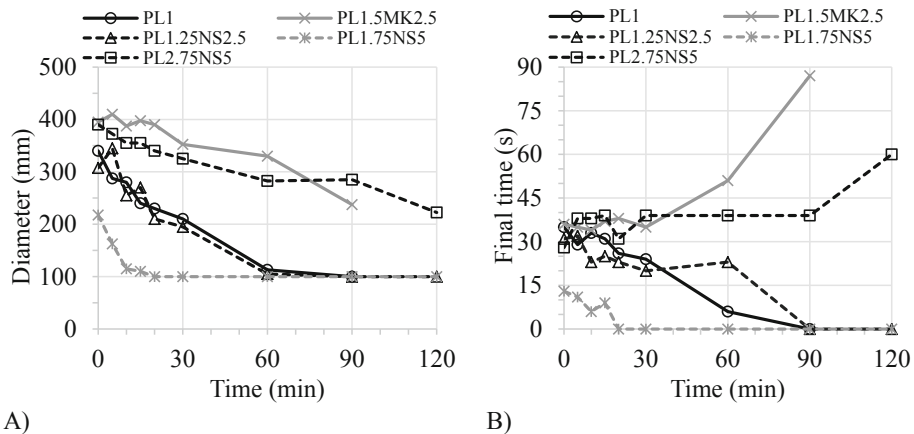 PL1 PL1.5MK2.5
PL1.25NS2.5 PL1.75NS5
PL2.75NS5
500
400
300
200
100
0
Diameter (mm)
0 30 60 90 120
Time (min)
A)
PL1 PL1.5MK2.5
PL1.25NS2.5 PL1.75NS5
PL2.75NS5
90
75
60
45
30
15
0
Final time (s)
0 30 60 90 120
Time (min)
B)